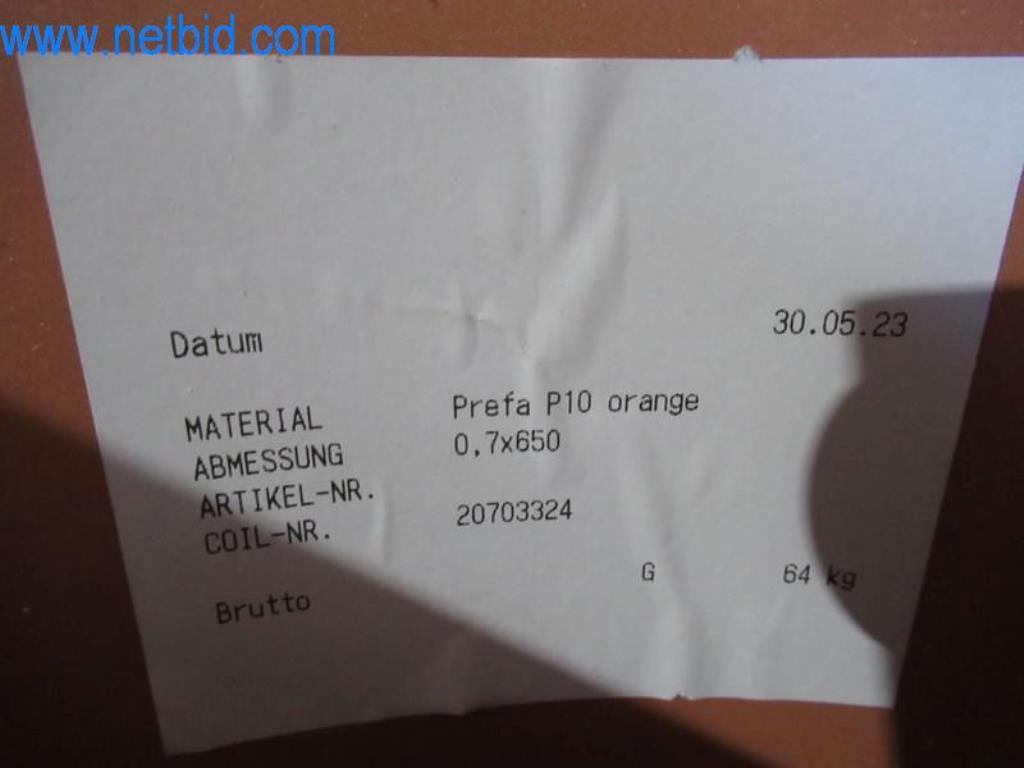 www.netbid.com
Datum 30.05.23
MATERIAL Prefa P10 orange
ABMESSUNG 0,7x650
ARTIKEL-NR.
COIL-NR. 20703324
Brutto G 64 kg